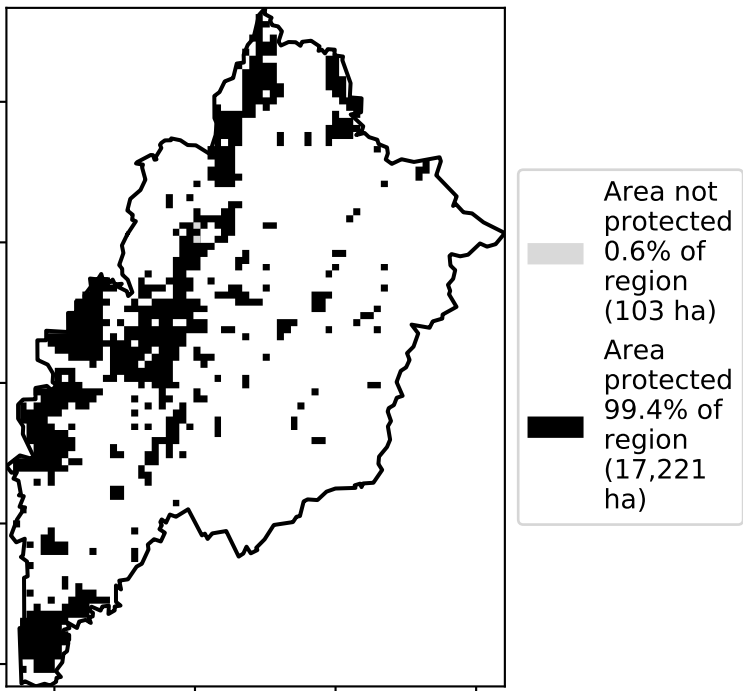 Area not
protected
0.6% of
region
(103 ha)
Area
protected
99.4% of
region
(17,221
ha)